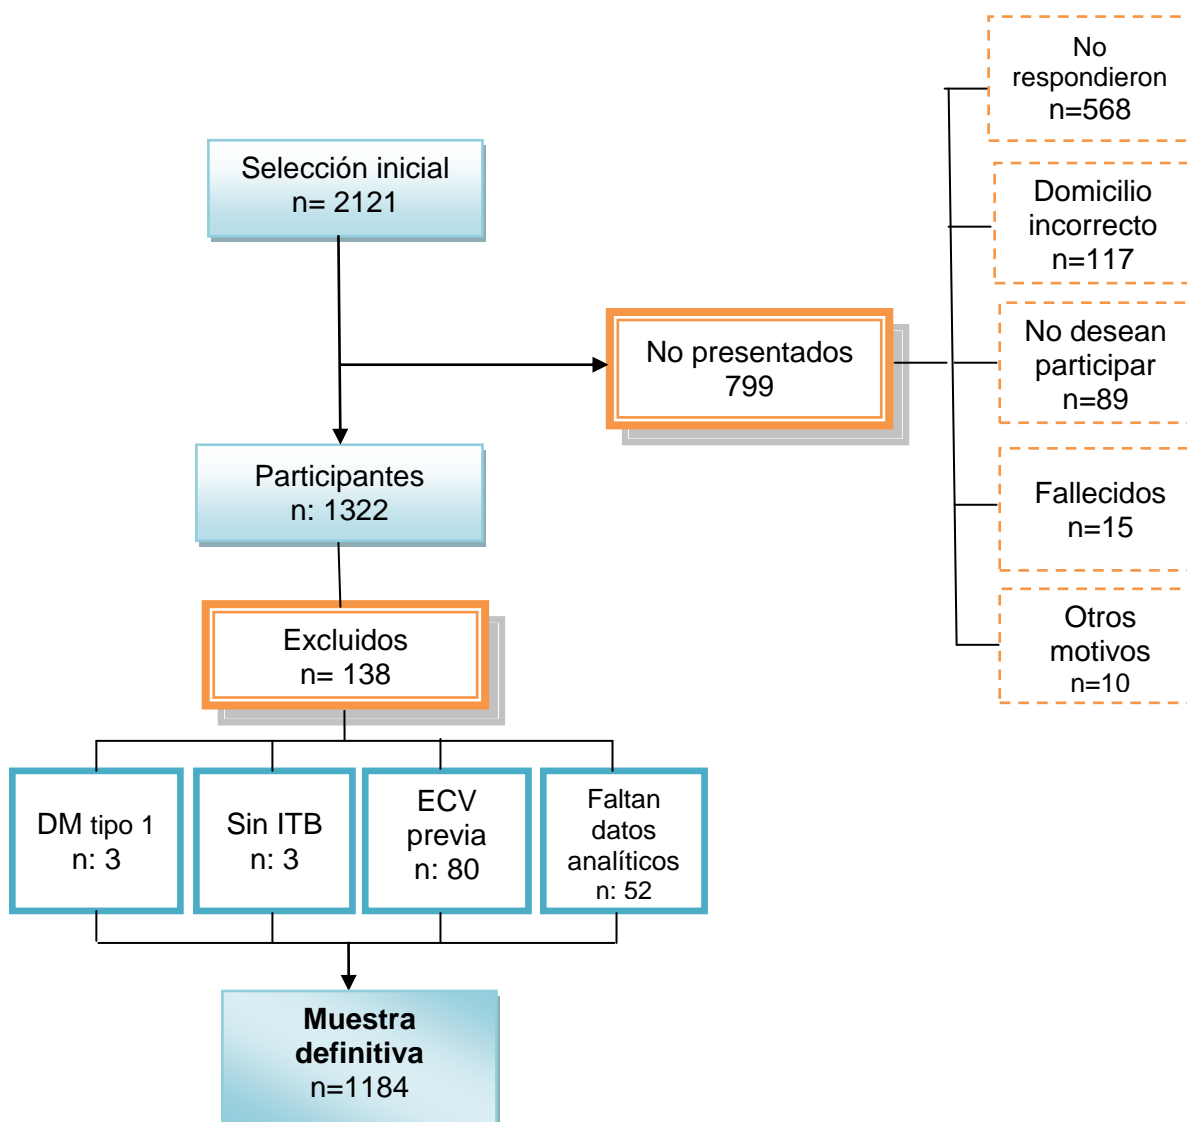 Selección inicial
n= 2121
No presentados
799
No
respondieron
n=568
Domicilio
incorrecto
n=117
No desean
participar
n=89
Fallecidos
n=15
Otros
motivos
n=10
Participantes
n: 1322
Excluidos
n= 138
DM tipo 1
n: 3
Sin ITB
n: 3
ECV
previa
n: 80
Faltan
datos
analíticos
n: 52
Muestra
definitiva
n=1184